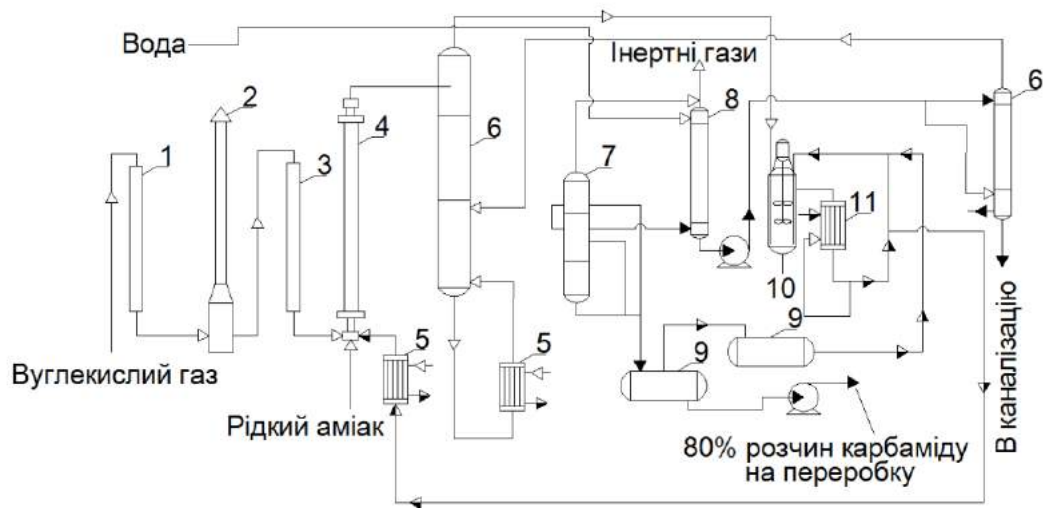 Вода
Інертні гази
1
2
3
4
6
7
8
6
11
10
5
5
9
9
Вуглекислий газ
Рідкий аміак
80% розчин карбаміду
на переробку
В каналізацію